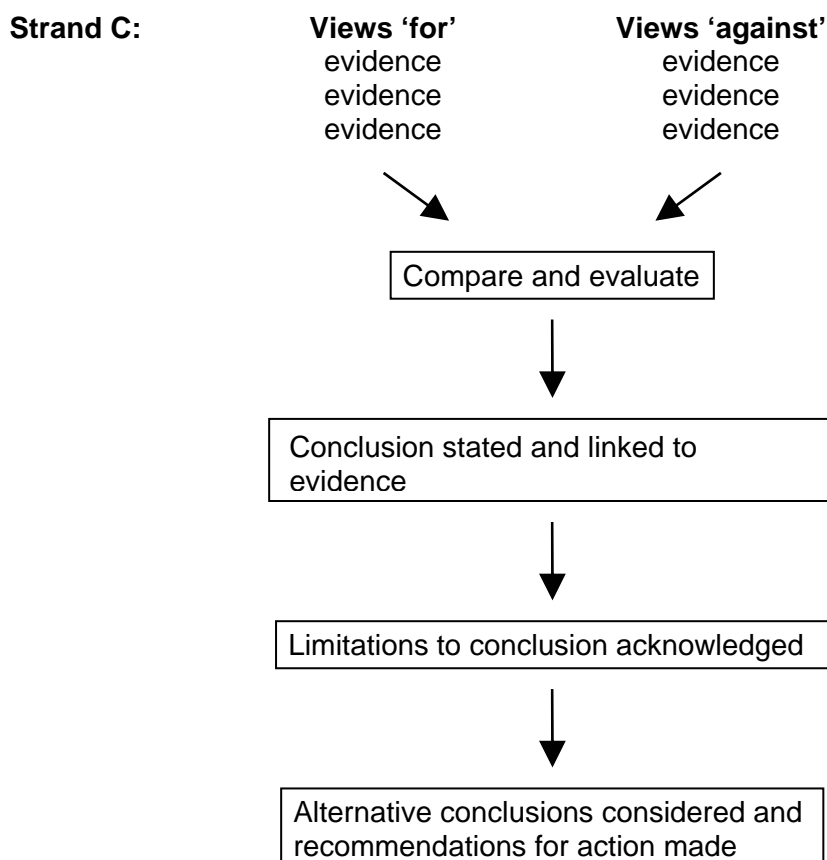 Strand C: Views ‘for’ Views ‘against’
evidence evidence
evidence evidence
evidence evidence
Compare and evaluate
Conclusion stated and linked to
evidence
Limitations to conclusion acknowledged
Alternative conclusions considered and
recommendations for action made